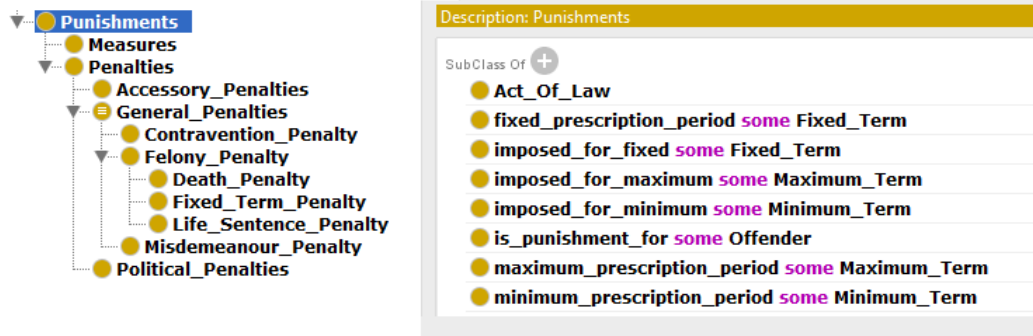 Punishments
Measures
Penalties
Accessory_Penalties
General_Penalties
Contravention_Penalty
Felony_Penalty
Death_Penalty
Fixed_Term_Penalty
Life_Sentence_Penalty
Misdemeanour_Penalty
Political_Penalties
Description: Punishments
SubClass Of
Act_Of_Law
fixed_prescription_period some Fixed_Term
imposed_for_fixed some Fixed_Term
imposed_for_maximum some Maximum_Term
imposed_for_minimum some Minimum_Term
is_punishment_for some Offender
maximum_prescription_period some Maximum_Term
minimum_prescription_period some Minimum_Term